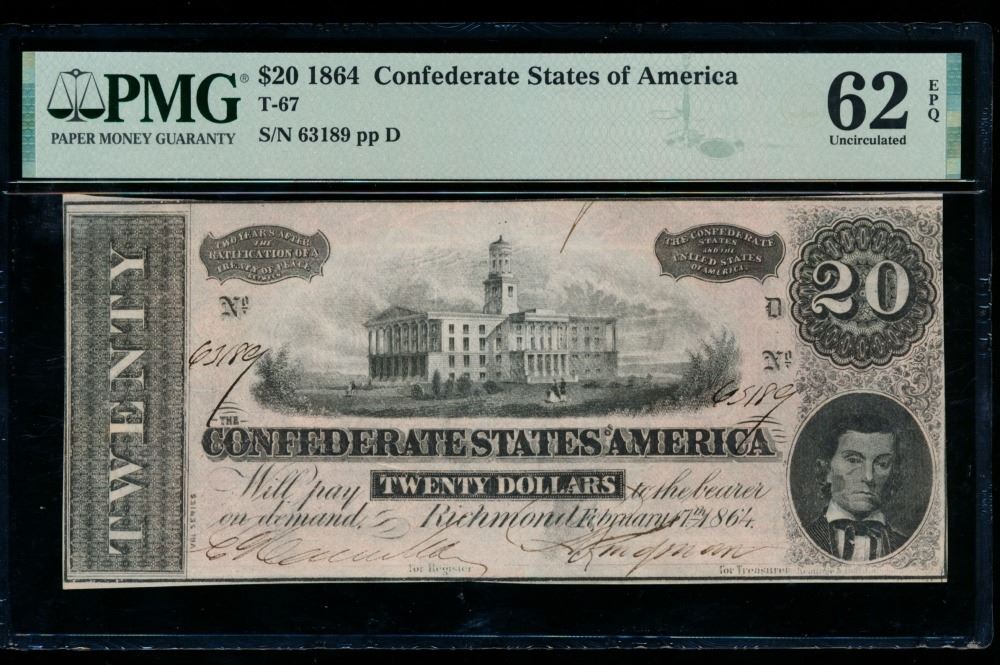 PMG®
PAPER MONEY GUARANTY
$20 1864 Confederate States of America
T-67
S/N 63189 pp D
62
EPQ
Uncirculated
TWENTY
TWO YEARS AFTER
THE
RATIFICATION OF A
TREATY OF PEACE
BETWEEN
THE CONFEDERATE
STATES
AND THE
UNITED STATES
OF AMERICA.
20
Nº
D
63189
Nº
63189
THE
CONFEDERATE STATES OF AMERICA
Will pay TWENTY DOLLARS to the bearer
on demand, Richmond February 17th 1864.
for Register
for Treasurer